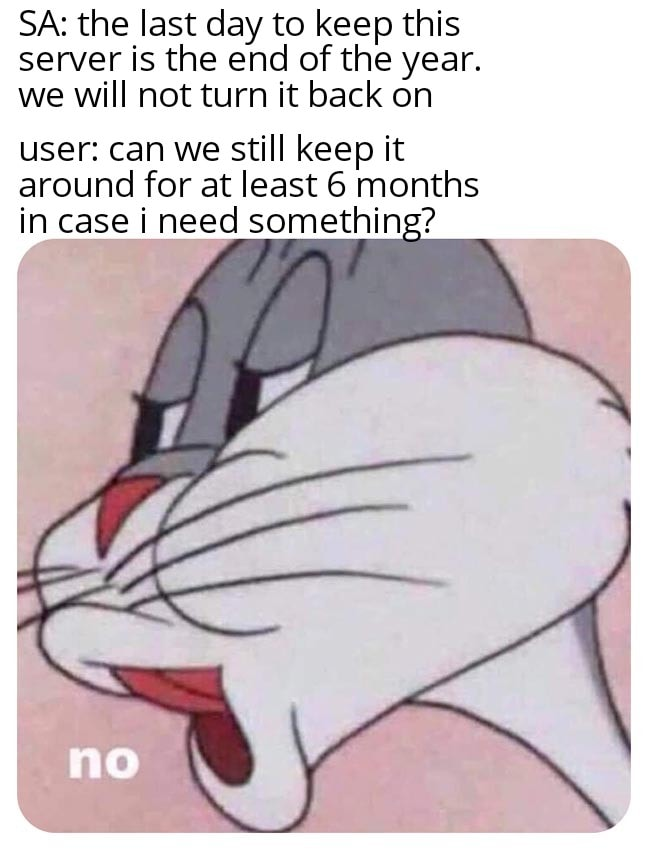 SA: the last day to keep this
server is the end of the year.
we will not turn it back on
user: can we still keep it
around for at least 6 months
in case i need something?
no